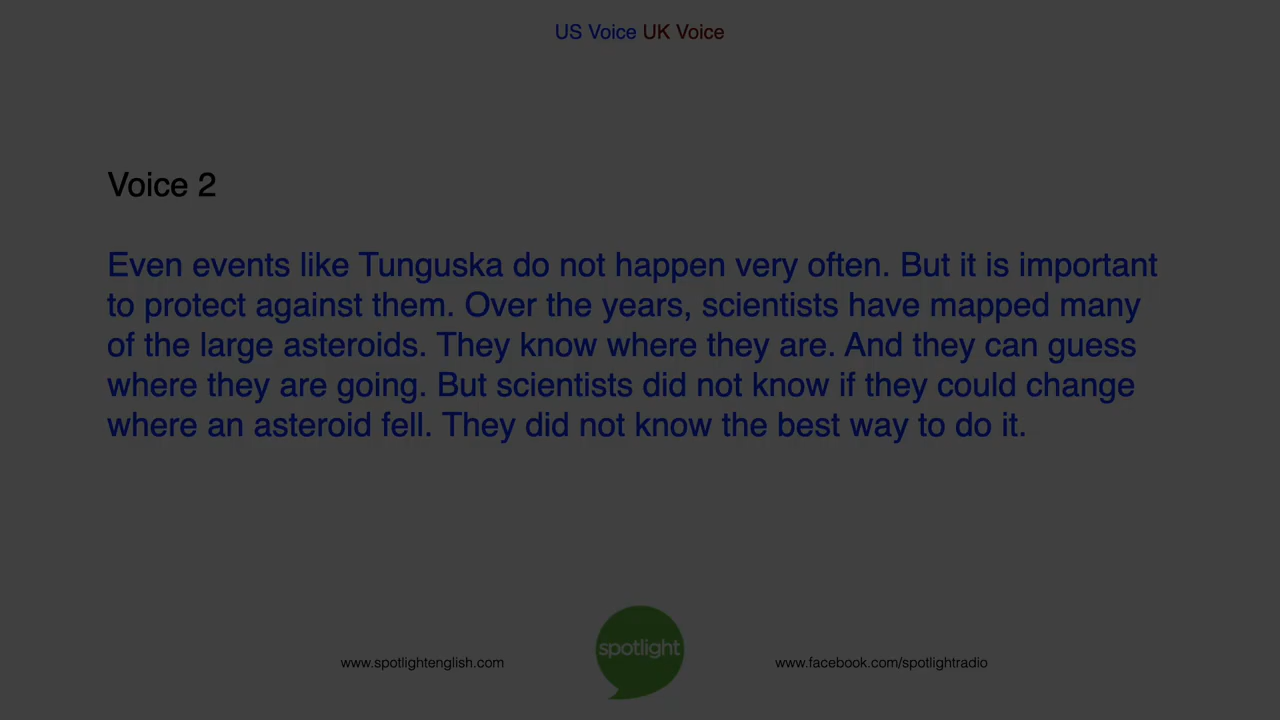 US Voice UK Voice
Voice 2
Even events like Tunguska do not happen very often. But it is important
to protect against them. Over the years, scientists have mapped many
of the large asteroids. They know where they are. And they can guess
where they are going. But scientists did not know if they could change
where an asteroid fell. They did not know the best way to do it.
spotlight
www.spotlightenglish.com
www.facebook.com/spotlightradio